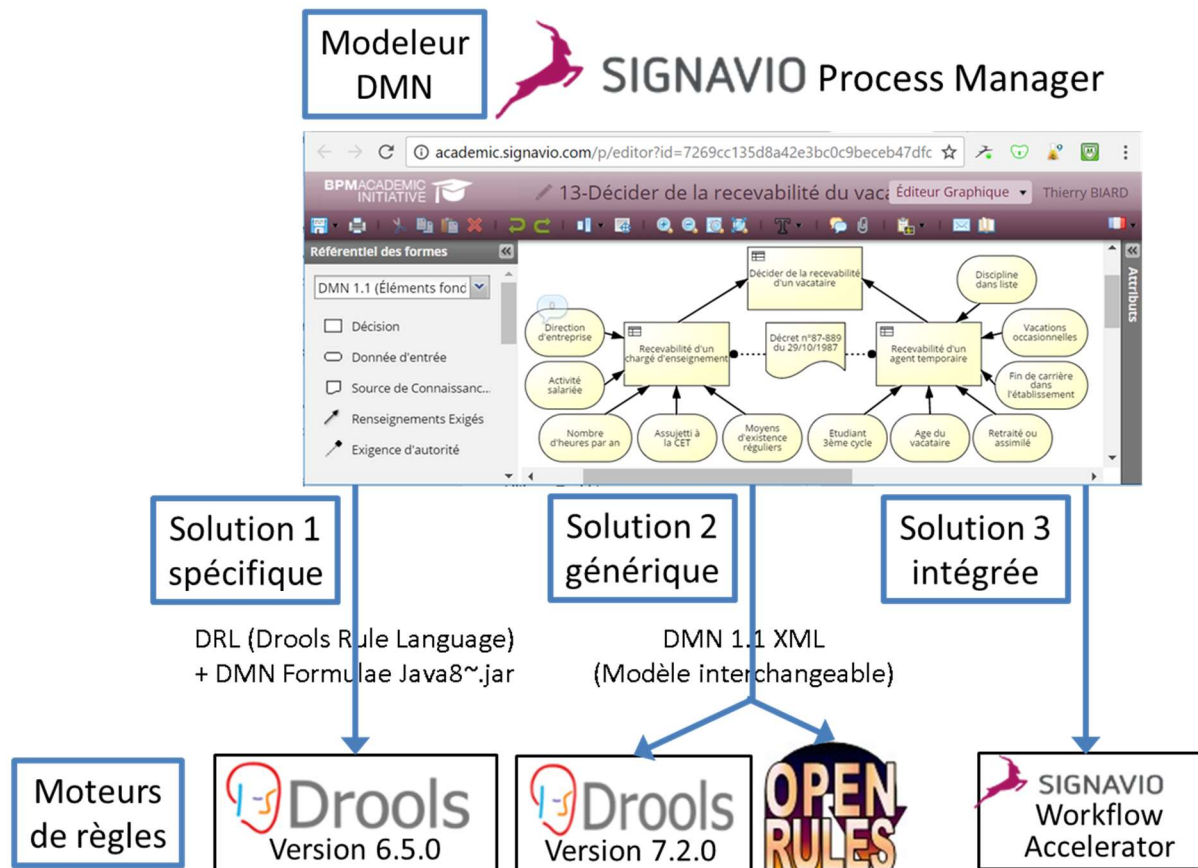 Modeleur
DMN
SIGNAVIO Process Manager
academic.signavio.com/p/editor?id=7269cc135d8a42e3bc0c9beceb47dfc
BPMACADEMIC
INITIATIVE
13-Décider de la recevabilité du vaca
Éditeur Graphique
Thierry BIARD
Référentiel des formes
DMN 1.1 (Éléments fond
Décision
Donnée d'entrée
Source de Connaissanc...
Renseignements Exigés
Exigence d'autorité
Attributs
0
Décider de la recevabilité
d'un vacataire
Discipline
dans liste
Direction
d'entreprise
Recevabilité d'un
chargé d'enseignement
Décret n°87-889
du 29/10/1987
Recevabilité d'un
agent temporaire
Vacations
occasionnelles
Activité
salariée
Fin de carrière
dans
l'établissement
Nombre
d'heures par an
Assujetti à
la CET
Moyens
d'existence
réguliers
Etudiant
3ème cycle
Age du
vacataire
Retraité ou
assimilé
Solution 1
spécifique
Solution 2
générique
Solution 3
intégrée
DRL (Drools Rule Language)
+ DMN Formulae Java8~.jar
DMN 1.1 XML
(Modèle interchangeable)
Moteurs
de règles
Drools
Version 6.5.0
Drools
Version 7.2.0
OPEN
RULES
SIGNAVIO
Workflow
Accelerator